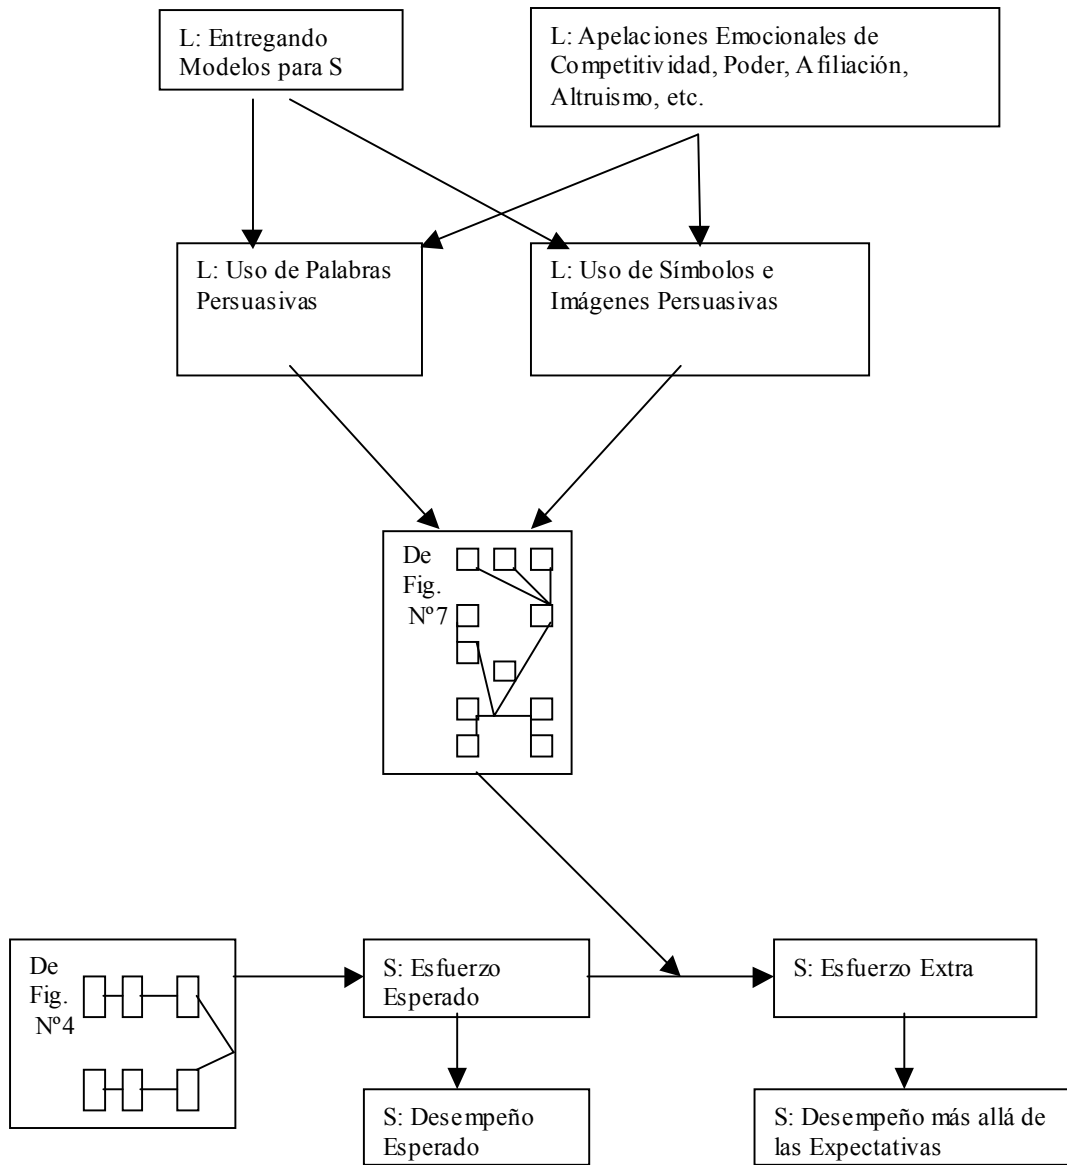 L: Entregando
Modelos para S
L: Apelaciones Emocionales de
Competitividad, Poder, Afiliación,
Altruismo, etc.
L: Uso de Palabras
Persuasivas
L: Uso de Símbolos e
Imágenes Persuasivas
De
Fig.
Nº7
De
Fig.
Nº4
S: Esfuerzo
Esperado
S: Esfuerzo Extra
S: Desempeño
Esperado
S: Desempeño más allá de
las Expectativas